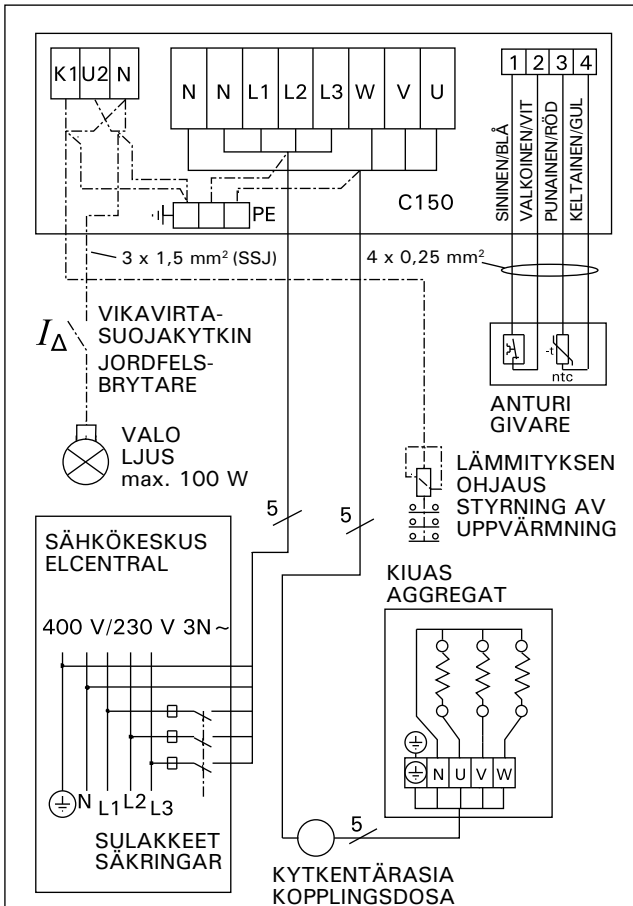 K1 U2 N
N N L1 L2 L3 W V U
1 2 3 4
SININEN/BLÅ
VALKOINEN/VIT
PUNAINEN/RÖD
KELTAINEN/GUL
PE
C150
3 x 1,5 mm² (SSJ)
4 x 0,25 mm²
I∆
VIKAVIRTA-
SUOJAKYTKIN
JORDFELS-
BRYTARE
-t
ntc
ANTURI
GIVARE
VALO
LJUS
max. 100 W
LÄMMITYKSEN
OHJAUS
STYRNING AV
UPPVÄRMNING
5
5
SÄHKÖKESKUS
ELCENTRAL
400 V/230 V 3N~
N L1 L2 L3
SULAKKEET
SÄKRINGAR
KIUAS
AGGREGAT
N U V W
5
KYTKENTÄRASIA
KOPPLINGSDOSA